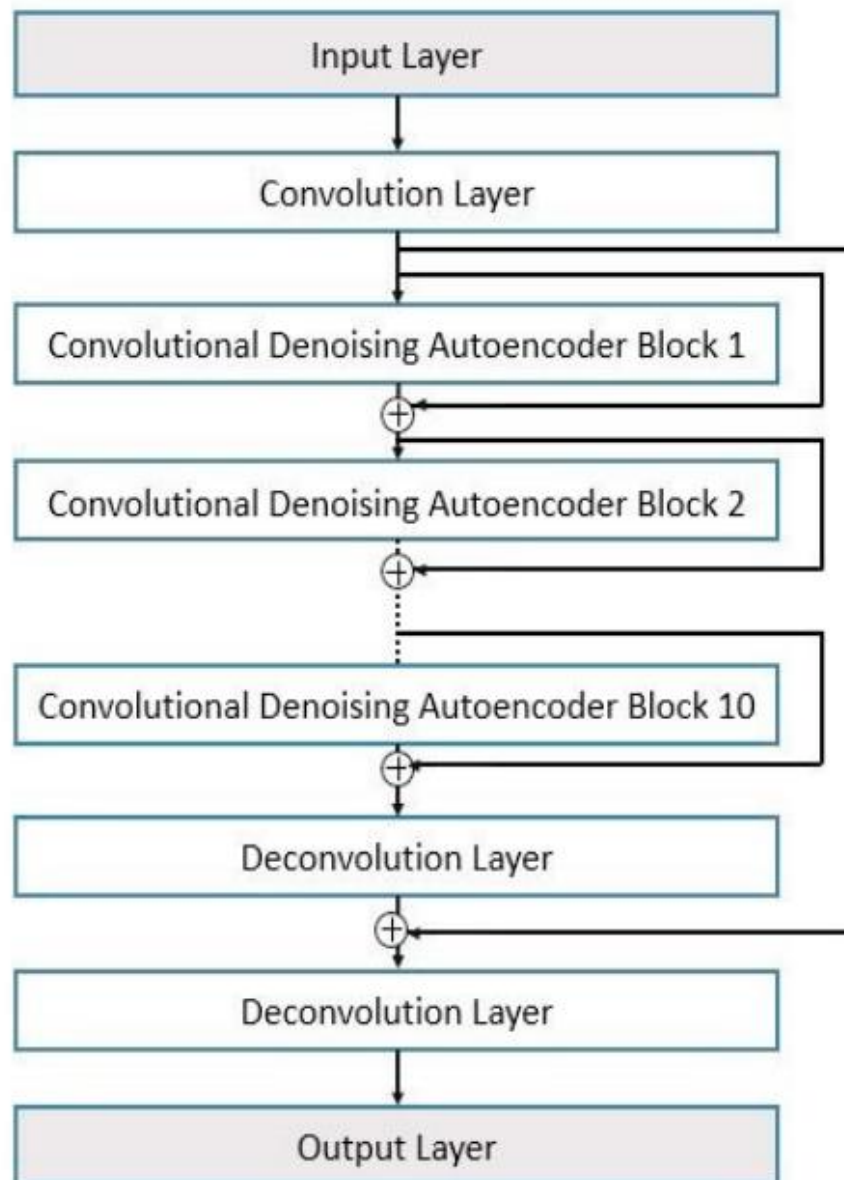 Input Layer
Convolution Layer
Convolutional Denoising Autoencoder Block 1
Convolutional Denoising Autoencoder Block 2
Convolutional Denoising Autoencoder Block 10
Deconvolution Layer
Deconvolution Layer
Output Layer